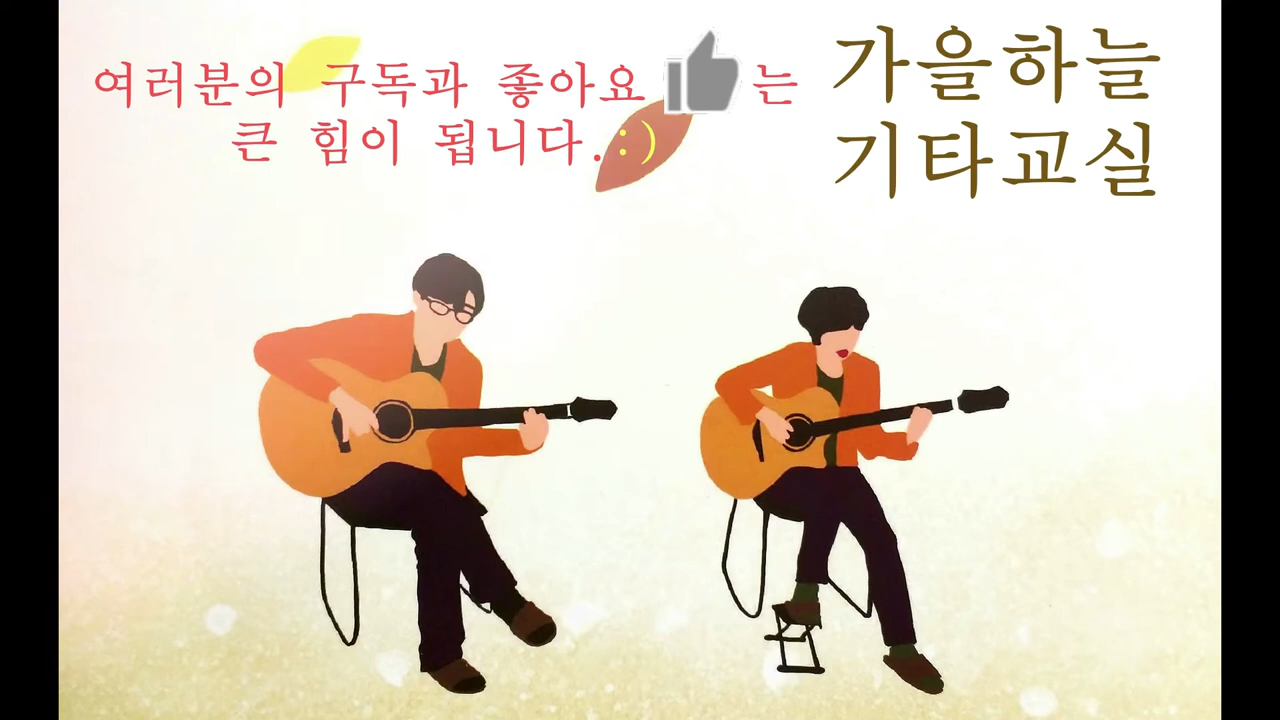 여러분의 구독과 좋아요 는
큰 힘이 됩니다. :)
가을하늘
기타교실